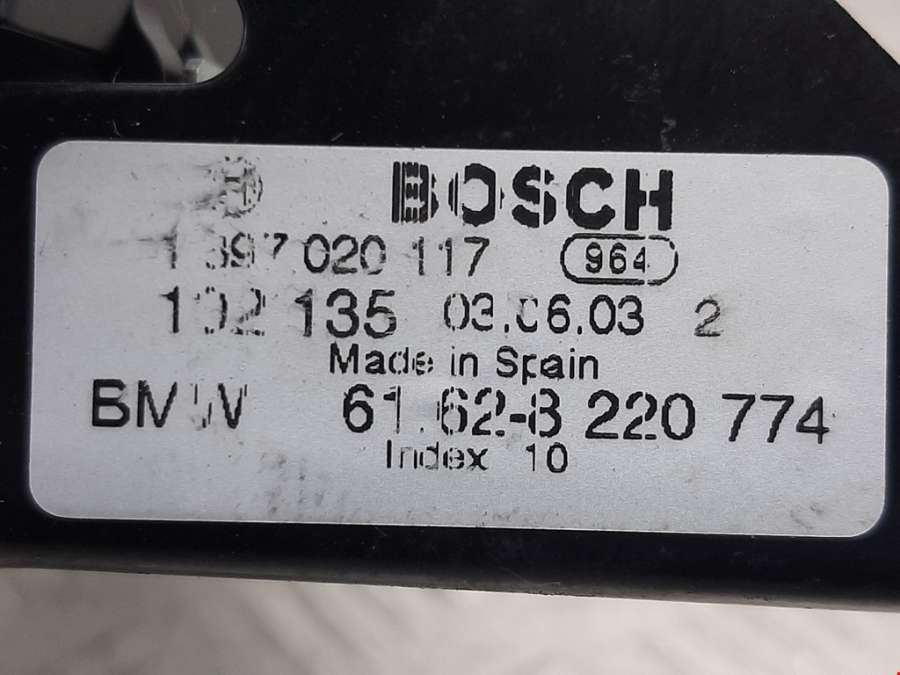 BOSCH
1 397 020 117 964
102 135 03.06.03 2
Made in Spain
BMW 61.62-8 220 774
Index 10